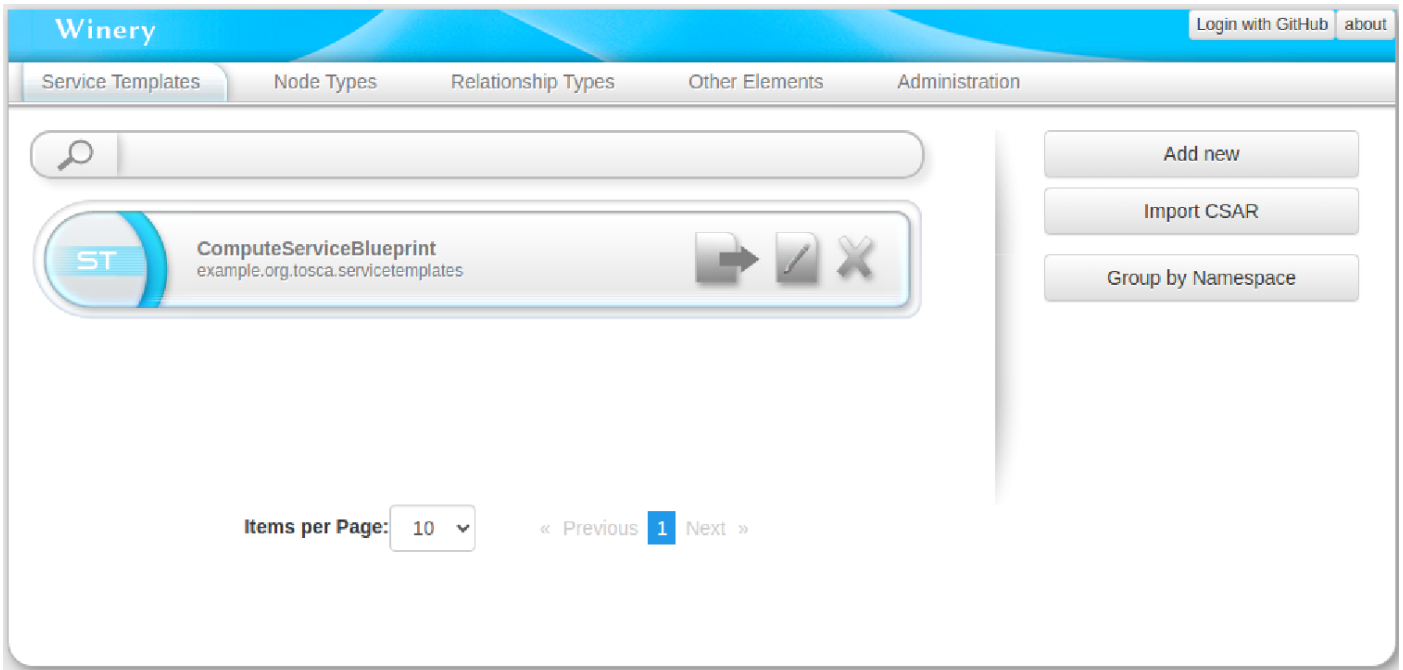 Winery
Login with GitHub
about
Service Templates
Node Types
Relationship Types
Other Elements
Administration
Add new
Import CSAR
Group by Namespace
ST
ComputeServiceBlueprint
example.org.tosca.servicetemplates
Items per Page: 10
« Previous 1 Next »